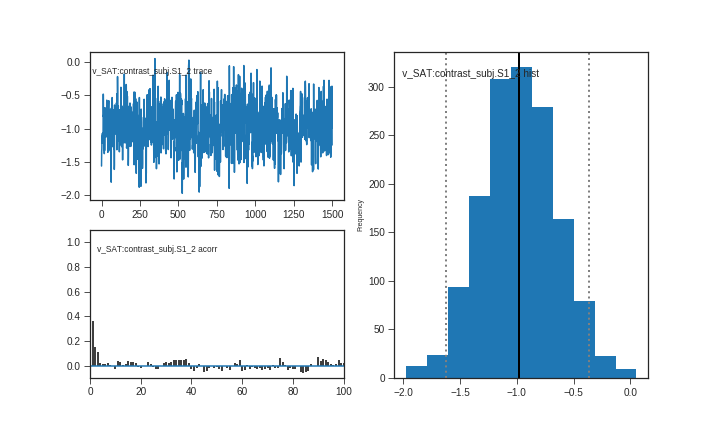 v_SAT:contrast_subj.S1_2 trace
0.0
−0.5
−1.0
−1.5
−2.0
0 250 500 750 1000 1250 1500
v_SAT:contrast_subj.S1_2 acorr
1.0
0.8
0.6
0.4
0.2
0.0
0 20 40 60 80 100
v_SAT:contrast_subj.S1_2 hist
Frequency
300
250
200
150
100
50
0
−2.0 −1.5 −1.0 −0.5 0.0